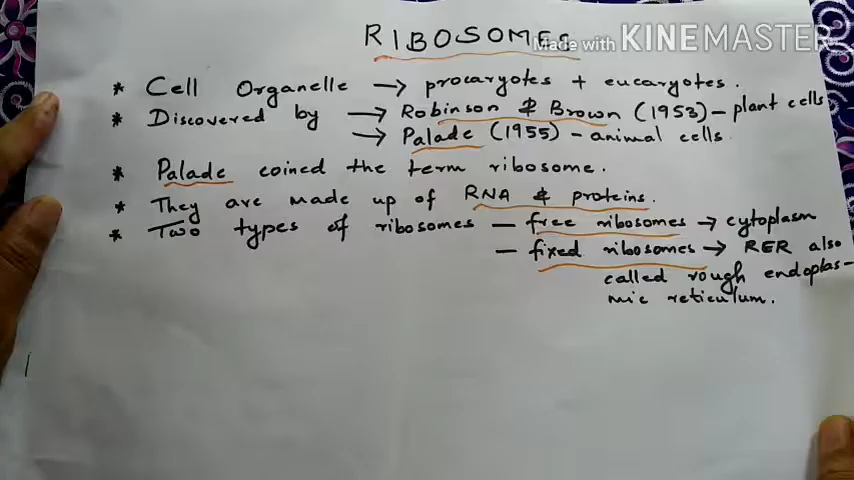 RIBOSOMES
Made with KINEMASTER
* Cell Organelle → procaryotes + eucaryotes.
* Discovered by → Robinson & Brown (1953) – plant cells
→ Palade (1955) – animal cells.
* Palade coined the term ribosome.
* They are made up of RNA & proteins.
* Two types of ribosomes – free ribosomes → cytoplasm
– fixed ribosomes → RER also
called rough endoplas-
mic reticulum.